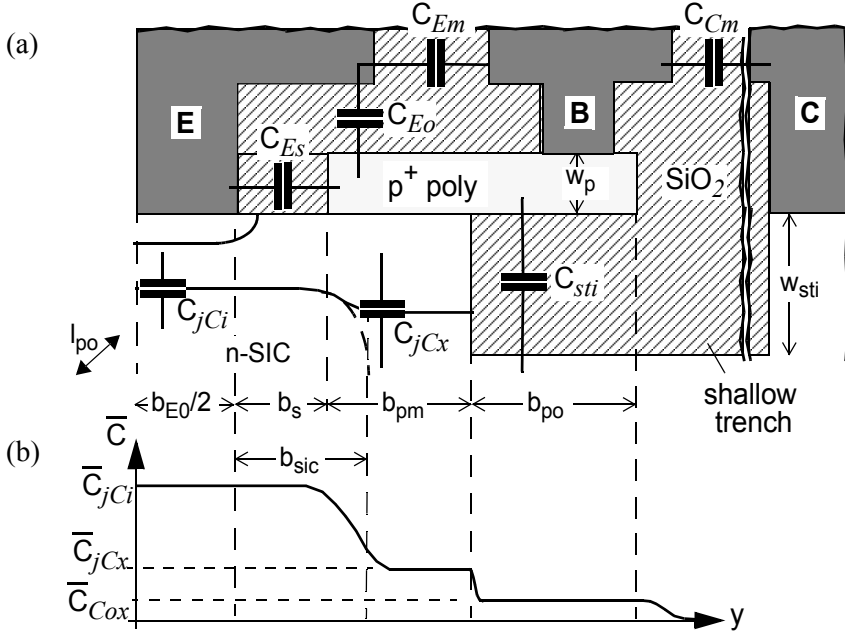 (a)
C_Em
C_Cm
E
C_Eo
B
C
C_Es
p+ poly
w_p
SiO2
C_sti
w_sti
C_jCi
C_jCx
l_po
n-SIC
shallow
trench
b_E0/2
b_s
b_pm
b_po
C̅
(b)
b_sic
C̅_jCi
C̅_jCx
C̅_Cox
y